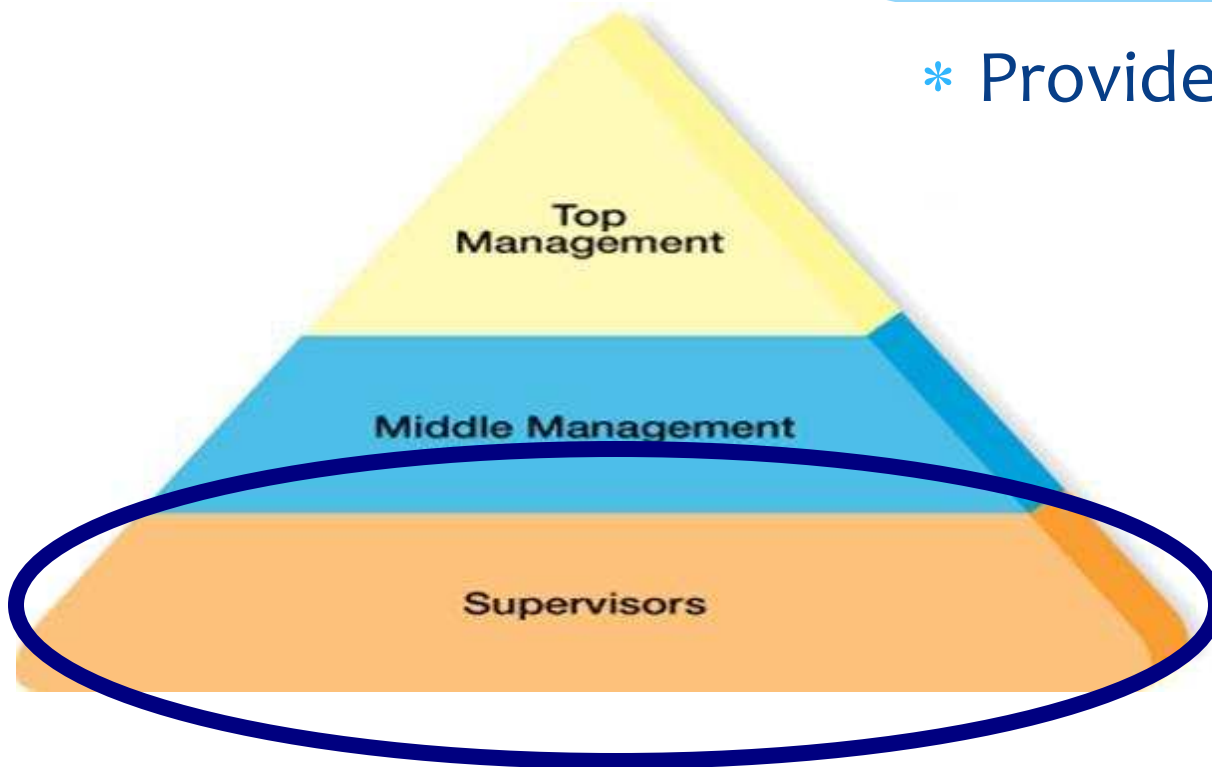 * Provide
Top
Management
Middle Management
Supervisors